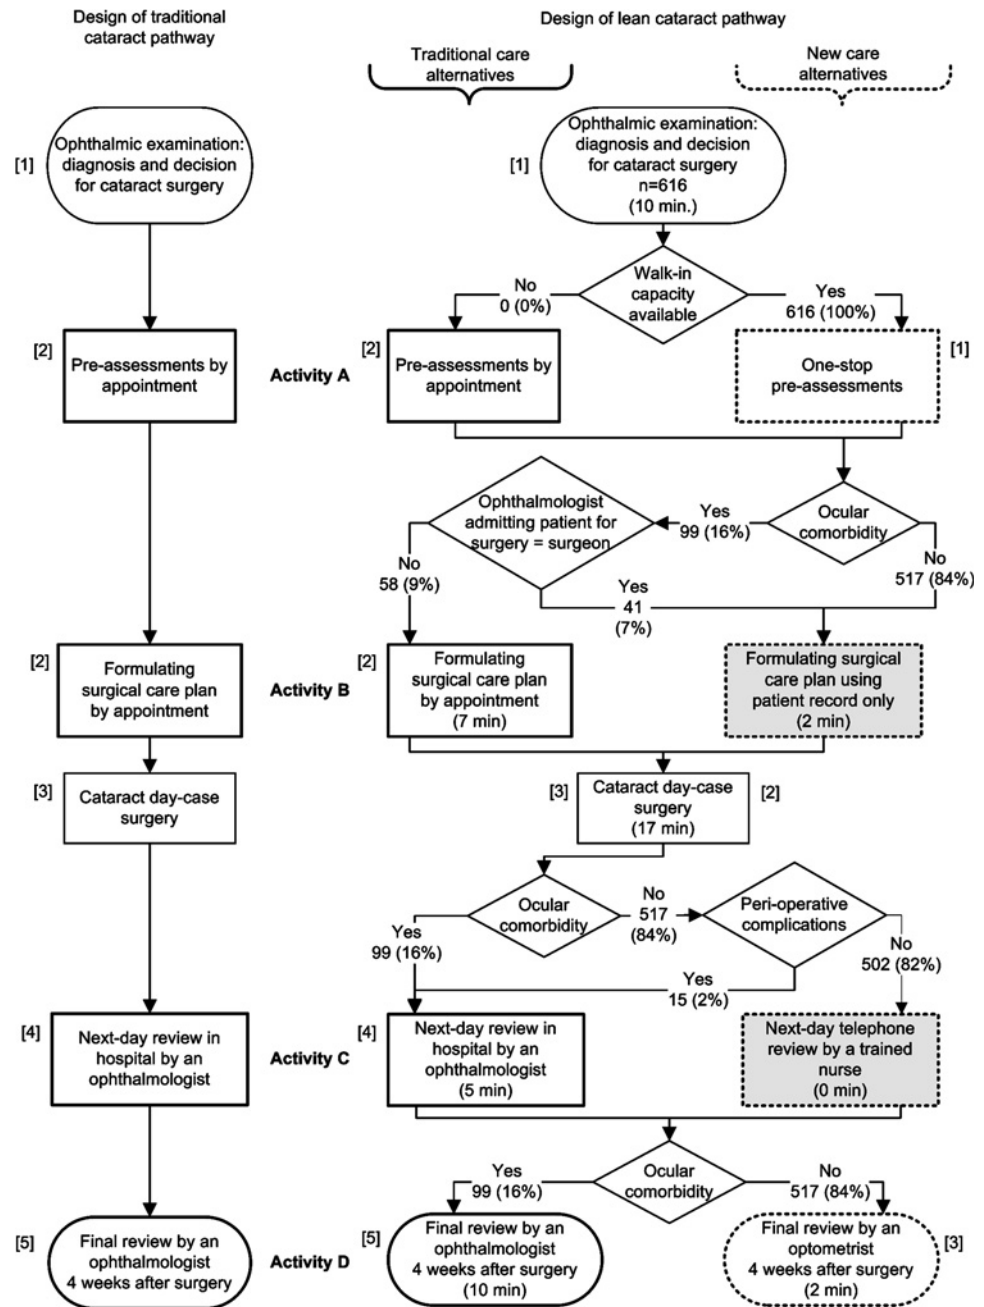 Design of traditional
cataract pathway
Design of lean cataract pathway
Traditional care
alternatives
New care
alternatives
[1]
Ophthalmic examination:
diagnosis and decision
for cataract surgery
[1]
Ophthalmic examination:
diagnosis and decision
for cataract surgery
n=616
(10 min.)
Walk-in
capacity
available
No
0 (0%)
Yes
616 (100%)
[2]
Pre-assessments by
appointment
Activity A
[2]
Pre-assessments by
appointment
One-stop
pre-assessments
[1]
Ocular
comorbidity
Yes
99 (16%)
Ophthalmologist
admitting patient for
surgery = surgeon
No
517 (84%)
No
58 (9%)
Yes
41
(7%)
[2]
Formulating
surgical care plan
by appointment
Activity B
[2]
Formulating
surgical care plan
by appointment
(7 min)
Formulating surgical
care plan using
patient record only
(2 min)
[3]
Cataract day-case
surgery
[3]
Cataract day-case
surgery
(17 min)
[2]
Ocular
comorbidity
No
517
(84%)
Peri-operative
complications
Yes
99 (16%)
No
502 (82%)
Yes
15 (2%)
[4]
Next-day review in
hospital by an
ophthalmologist
Activity C
[4]
Next-day review in
hospital by an
ophthalmologist
(5 min)
Next-day telephone
review by a trained
nurse
(0 min)
Ocular
comorbidity
Yes
99 (16%)
No
517 (84%)
[5]
Final review by an
ophthalmologist
4 weeks after surgery
Activity D
[5]
Final review by an
ophthalmologist
4 weeks after surgery
(10 min)
Final review by an
optometrist
4 weeks after surgery
(2 min)
[3]